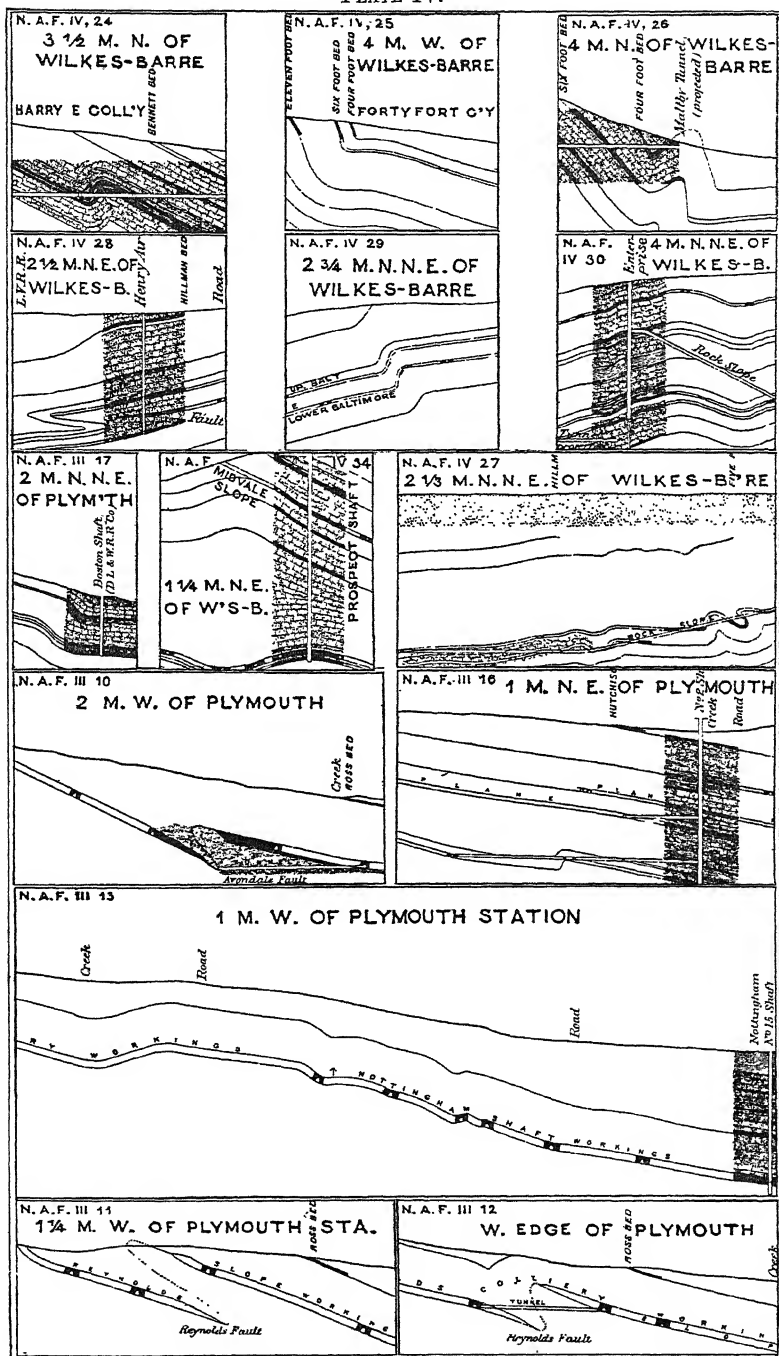 N. A. F. IV, 24
3 1/2 M. N. OF
WILKES-BARRE
HARRY E COLL'Y
BENNETT BED
N. A. F. IV, 25
4 M. W. OF
WILKES-BARRE
ELEVEN FOOT BED
SIX FOOT BED
FOUR FOOT BED
FORTY FORT C'Y
N. A. F. IV, 26
4 M. N. OF WILKES-
BARRE
SIX FOOT BED
FOUR FOOT BED
Maltby Tunnel,
(projected)
N. A. F. IV 28
2 1/2 M. N. E. OF
WILKES-B.
L.V.R.R.
Henry Air
HILLMAN BED
Road
Fault
N. A. F. IV 29
2 3/4 M. N. N. E. OF
WILKES-BARRE
UP. BALT
E
LOWER BALTIMORE
N. A. F.
IV 30
4 M. N. N. E. OF
WILKES-B.
Enter-
prise
Rock Slope
N. A. F. III 17
2 M. N. N. E.
OF PLYM'TH
Boston Shaft
(D L & W. R. R Co)
N. A. F IV 34
MIDVALE
SLOPE
PROSPECT SHAFT
1 1/4 M. N. E.
OF W'S-B.
N. A. F. IV 27
2 1/3 M. N. N. E. OF WILKES-B'RE
ROCK SLOPE
N. A. F. III 10
2 M. W. OF PLYMOUTH
Creek
ROSS BED
Avondale Fault
N. A. F. III 16
1 M. N. E. OF PLYMOUTH
Creek
Road
PLANE
PLAN
N. A. F. III 13
1 M. W. OF PLYMOUTH STATION
Creek
Road
Road
Nottingham
No 15 Shaft
RY WORKINGS
NOTTINGHAM SHAFT WORKINGS
N. A. F. III 11
1 3/4 M. W. OF PLYMOUTH STA.
ROSS BED
REYNOLDS
SLOPE WORKING
Reynolds Fault
N. A. F. III 12
W. EDGE OF PLYMOUTH
ROSS BED
Creek
DS COLLIERY
TUNNEL
Reynolds Fault